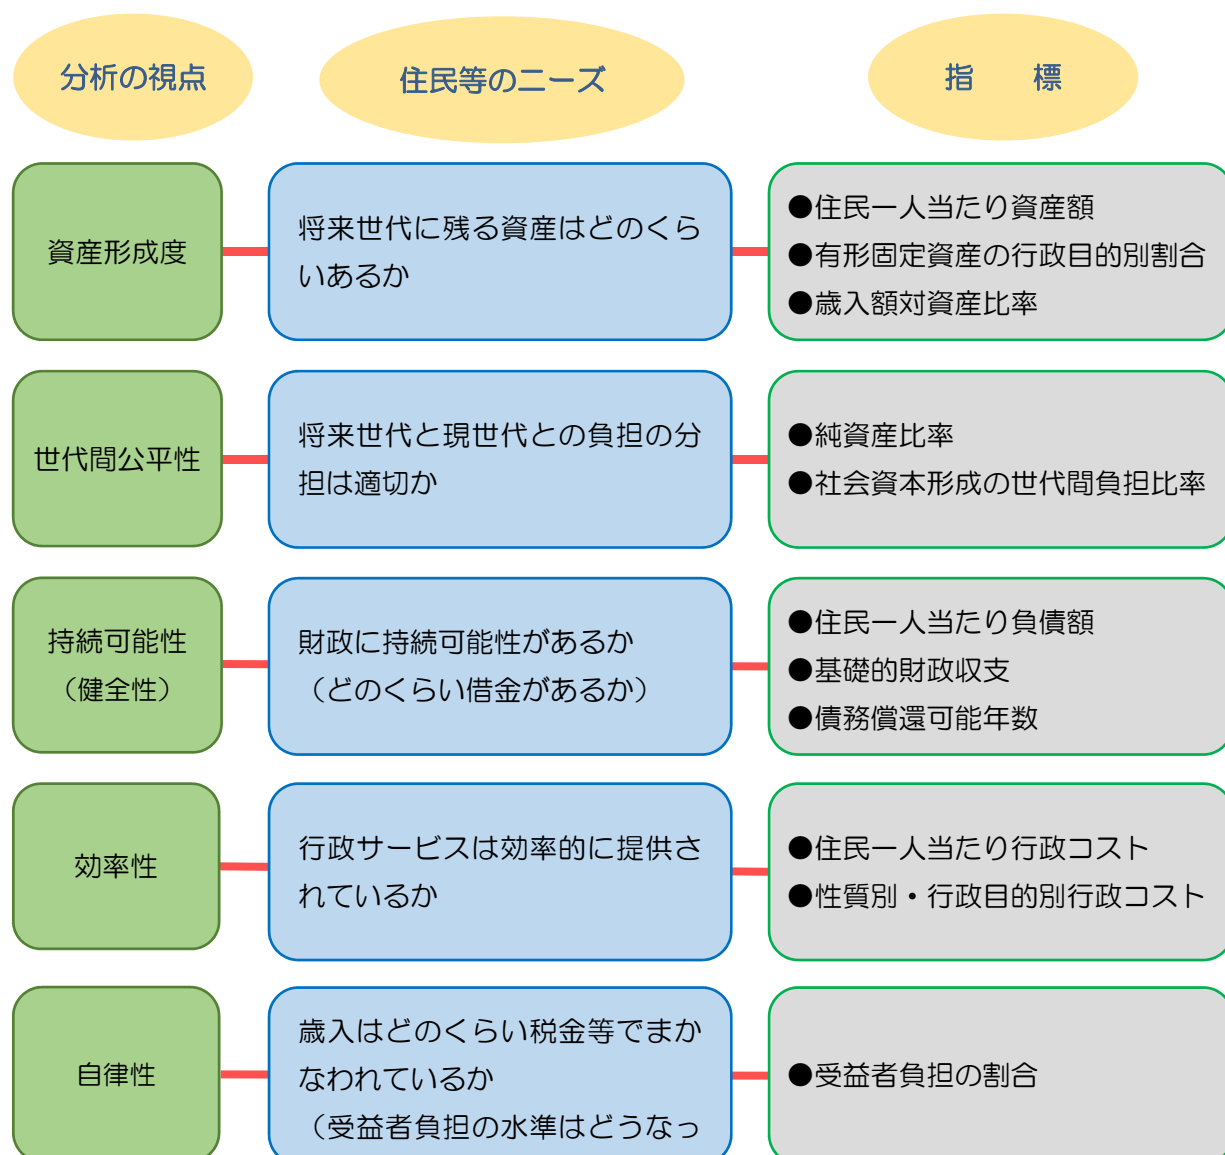 分析の視点
住民等のニーズ
指　標
資産形成度
将来世代に残る資産はどのくら
いあるか
●住民一人当たり資産額
●有形固定資産の行政目的別割合
●歳入額対資産比率
世代間公平性
将来世代と現世代との負担の分
担は適切か
●純資産比率
●社会資本形成の世代間負担比率
持続可能性
（健全性）
財政に持続可能性があるか
（どのくらい借金があるか）
●住民一人当たり負債額
●基礎的財政収支
●債務償還可能年数
効率性
行政サービスは効率的に提供さ
れているか
●住民一人当たり行政コスト
●性質別・行政目的別行政コスト
自律性
歳入はどのくらい税金等でまか
なわれているか
（受益者負担の水準はどうなっ
●受益者負担の割合